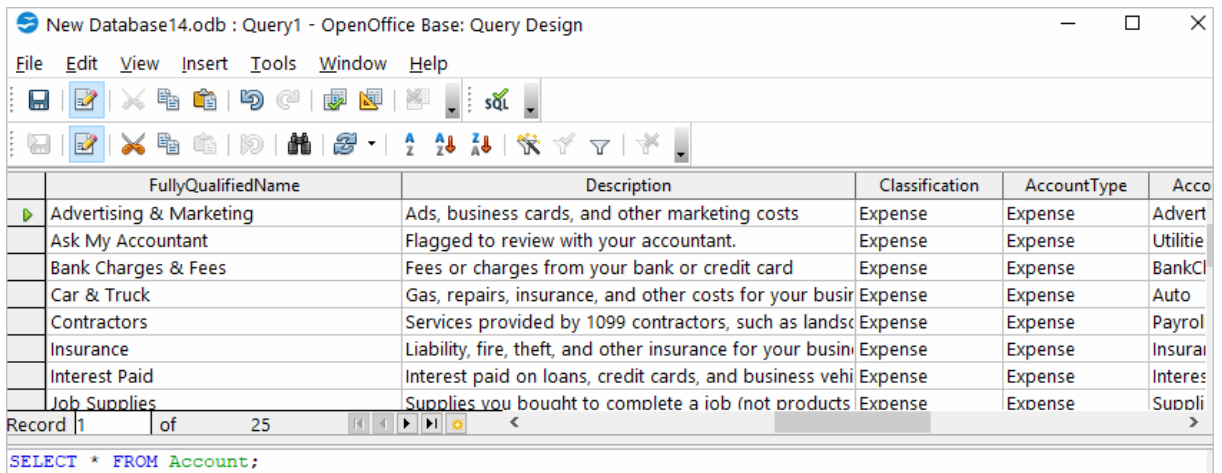 New Database14.odb : Query1 - OpenOffice Base: Query Design
File Edit View Insert Tools Window Help
SQL
FullyQualifiedName Description Classification AccountType Acco
Advertising & Marketing Ads, business cards, and other marketing costs Expense Expense Advert
Ask My Accountant Flagged to review with your accountant. Expense Expense Utilitie
Bank Charges & Fees Fees or charges from your bank or credit card Expense Expense BankCl
Car & Truck Gas, repairs, insurance, and other costs for your busir Expense Expense Auto
Contractors Services provided by 1099 contractors, such as landsc Expense Expense Payrol
Insurance Liability, fire, theft, and other insurance for your busin Expense Expense Insurar
Interest Paid Interest paid on loans, credit cards, and business vehi Expense Expense Interes
Job Supplies Supplies you bought to complete a job (not products Expense Expense Suppli
Record 1 of 25
SELECT * FROM Account;